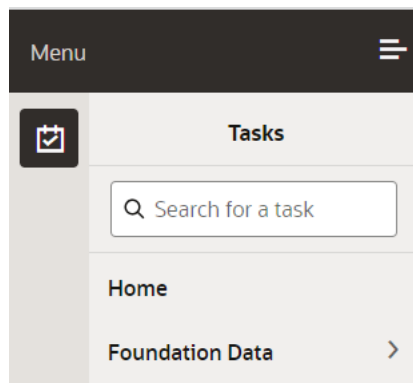 Menu
Tasks
Search for a task
Home
Foundation Data